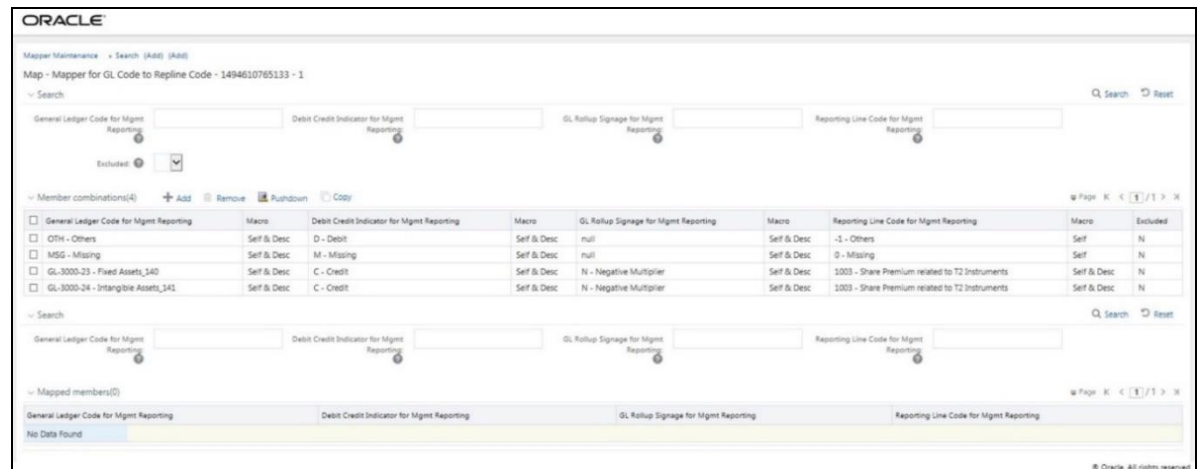 ORACLE
Mapper Maintenance > Search (Add) (Add)
Map - Mapper for GL Code to Repline Code - 1494610765133 - 1
Search
Search Reset
General Ledger Code for Mgmt Reporting: Debit Credit Indicator for Mgmt Reporting: GL Rollup Signage for Mgmt Reporting: Reporting Line Code for Mgmt Reporting:
Excluded:
Member combinations(4) Add Remove Pushdown Copy Page 1 / 1
General Ledger Code for Mgmt Reporting Macro Debit Credit Indicator for Mgmt Reporting Macro GL Rollup Signage for Mgmt Reporting Macro Reporting Line Code for Mgmt Reporting Macro Excluded
OTH - Others Self & Desc D - Debit Self & Desc null Self & Desc -1 - Others Self N
MSG - Missing Self & Desc M - Missing Self & Desc null Self & Desc 0 - Missing Self N
GL-3000-23 - Fixed Assets_140 Self & Desc C - Credit Self & Desc N - Negative Multiplier Self & Desc 1003 - Share Premium related to T2 Instruments Self & Desc N
GL-3000-24 - Intangible Assets_141 Self & Desc C - Credit Self & Desc N - Negative Multiplier Self & Desc 1003 - Share Premium related to T2 Instruments Self & Desc N
Search
Search Reset
General Ledger Code for Mgmt Reporting: Debit Credit Indicator for Mgmt Reporting: GL Rollup Signage for Mgmt Reporting: Reporting Line Code for Mgmt Reporting:
Mapped members(0) Page 1 / 1
General Ledger Code for Mgmt Reporting Debit Credit Indicator for Mgmt Reporting GL Rollup Signage for Mgmt Reporting Reporting Line Code for Mgmt Reporting
No Data Found
© Oracle. All rights reserved